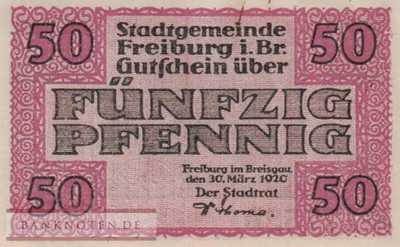 50 Stadtgemeinde 50
Freiburg i. Br.
Gutschein über
FÜNFZIG
PFENNIG
Freiburg im Breisgau,
den 30. März 1920
Der Stadtrat
50 50
BANKNOTEN.DE